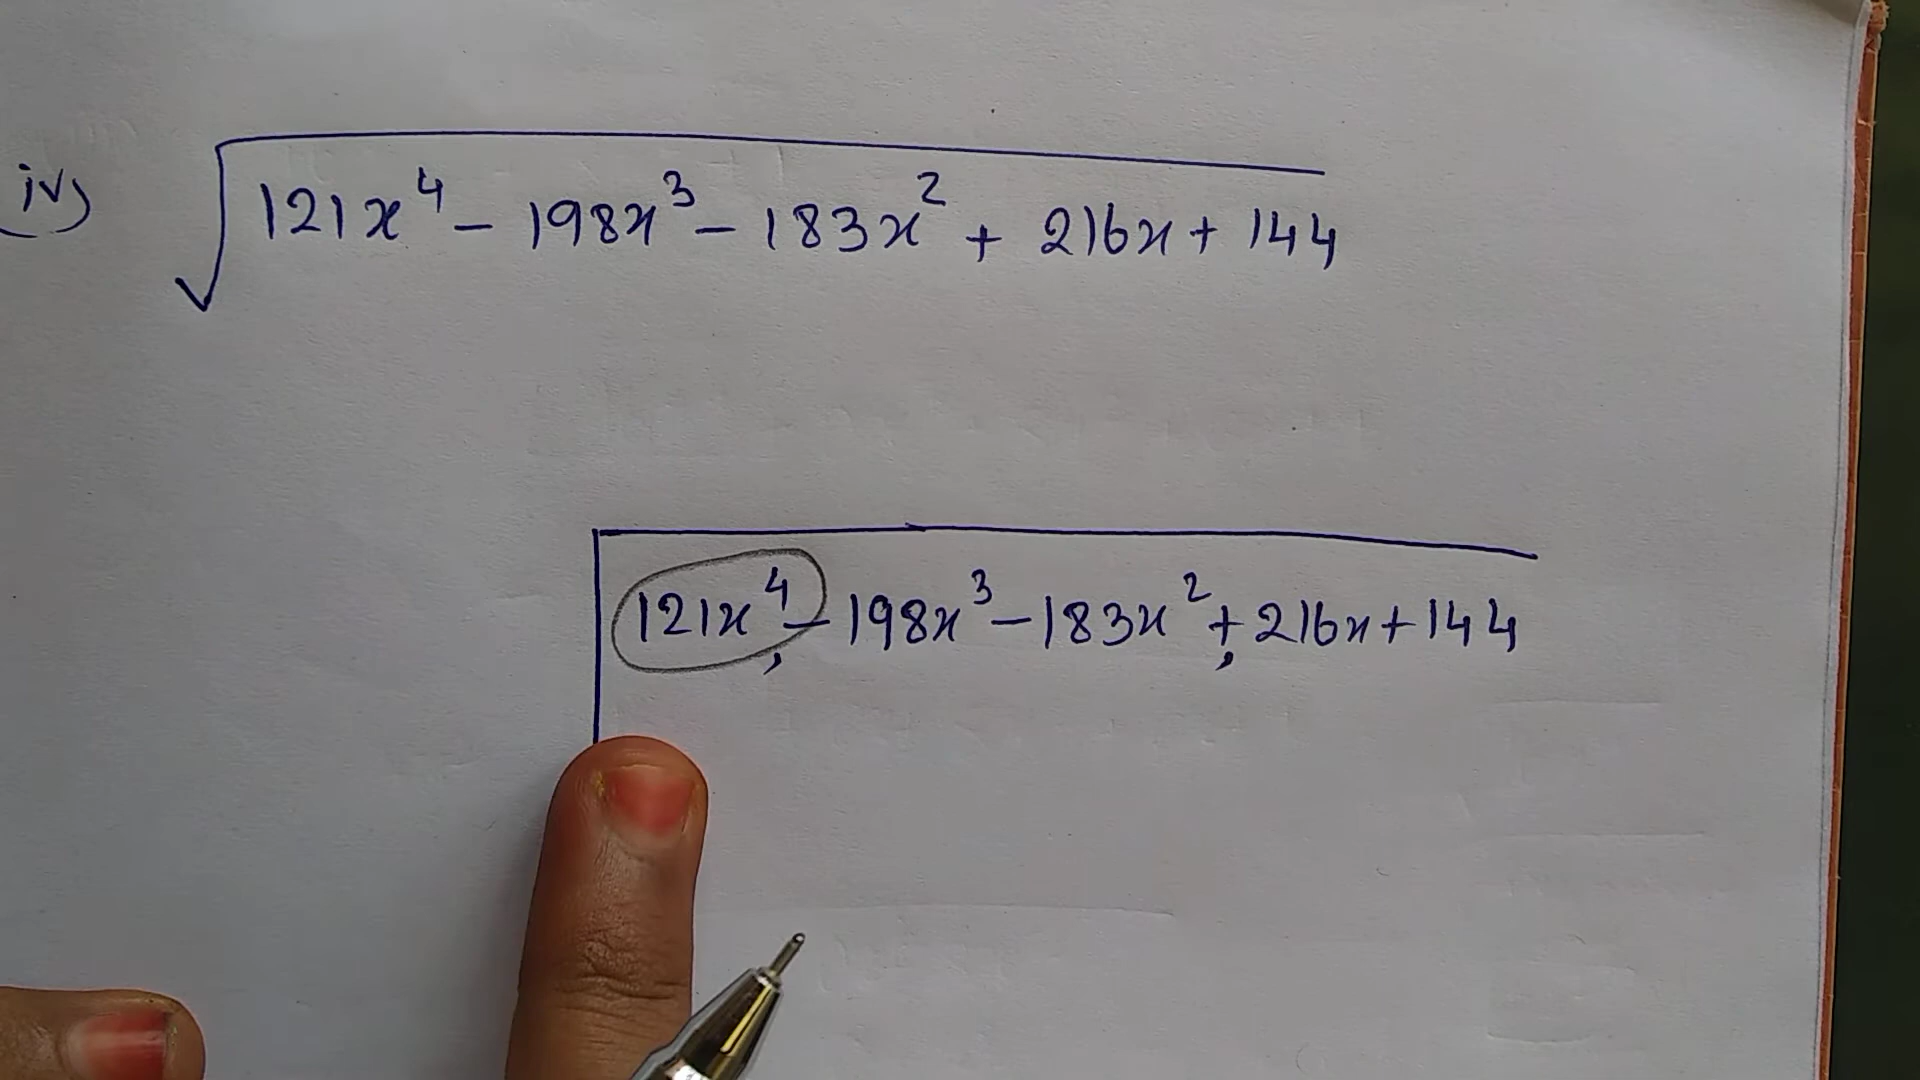 iv) √121x⁴ - 198x³ - 183x² + 216x + 144
121x⁴ - 198x³ - 183x² + 216x + 144